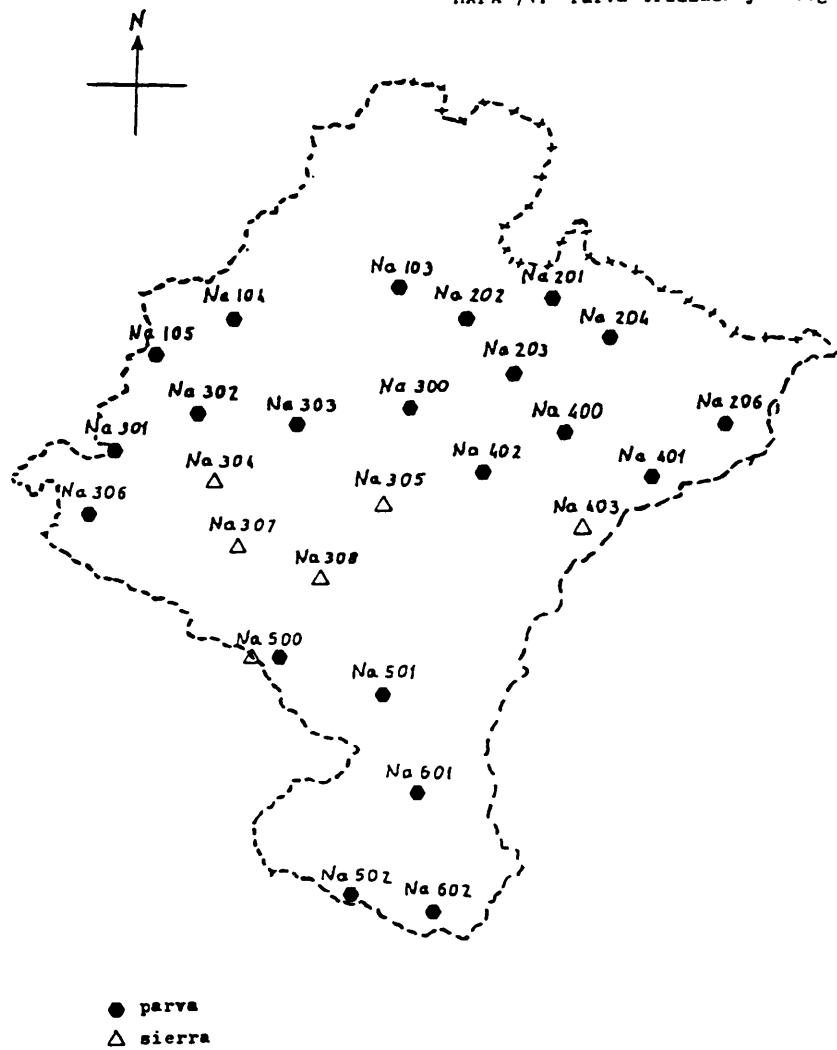 N
Na 103
Na 201
Na 104
Na 202
Na 204
Na 105
Na 203
Na 302
Na 303
Na 300
Na 400
Na 206
Na 301
Na 402
Na 401
Na 304
Na 305
Na 306
Na 403
Na 307
Na 308
Na 500
Na 501
Na 601
Na 502
Na 602
parva
sierra